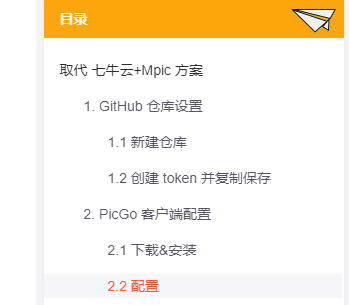 目录
取代 七牛云+Mpic 方案
1. GitHub 仓库设置
1.1 新建仓库
1.2 创建 token 并复制保存
2. PicGo 客户端配置
2.1 下载&安装
2.2 配置